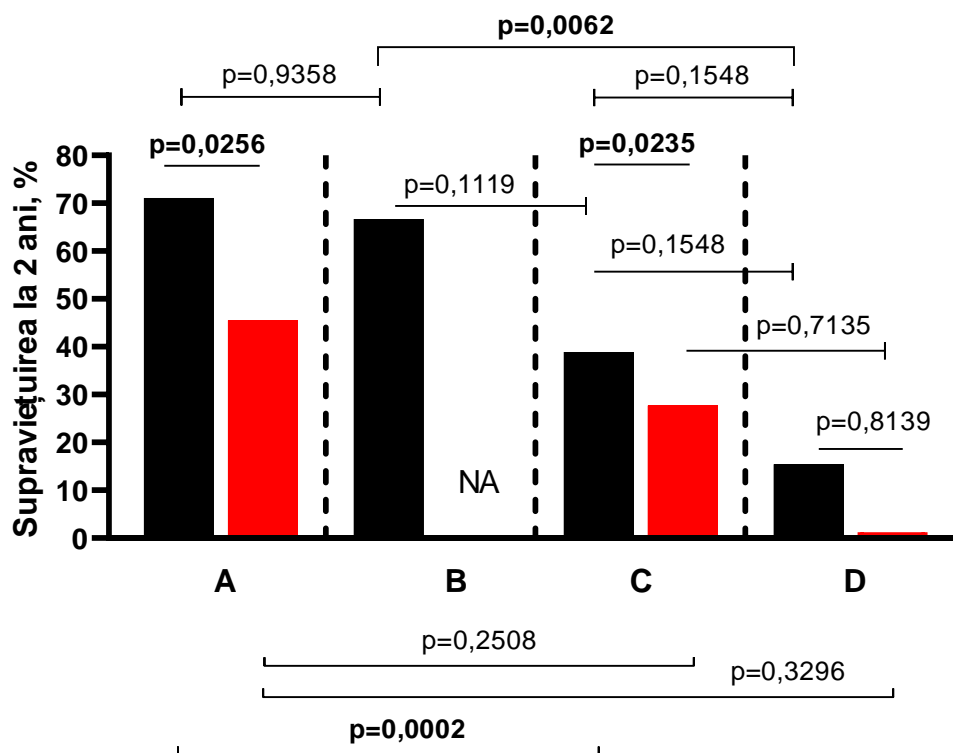 p=0,0062
p=0,9358
p=0,1548
p=0,0256
p=0,0235
80
p=0,1119
70
60
p=0,1548
50
p=0,7135
40
30
p=0,8139
20
NA
10
0
Supraviețuirea la 2 ani, %
A B C D
p=0,2508
p=0,3296
p=0,0002